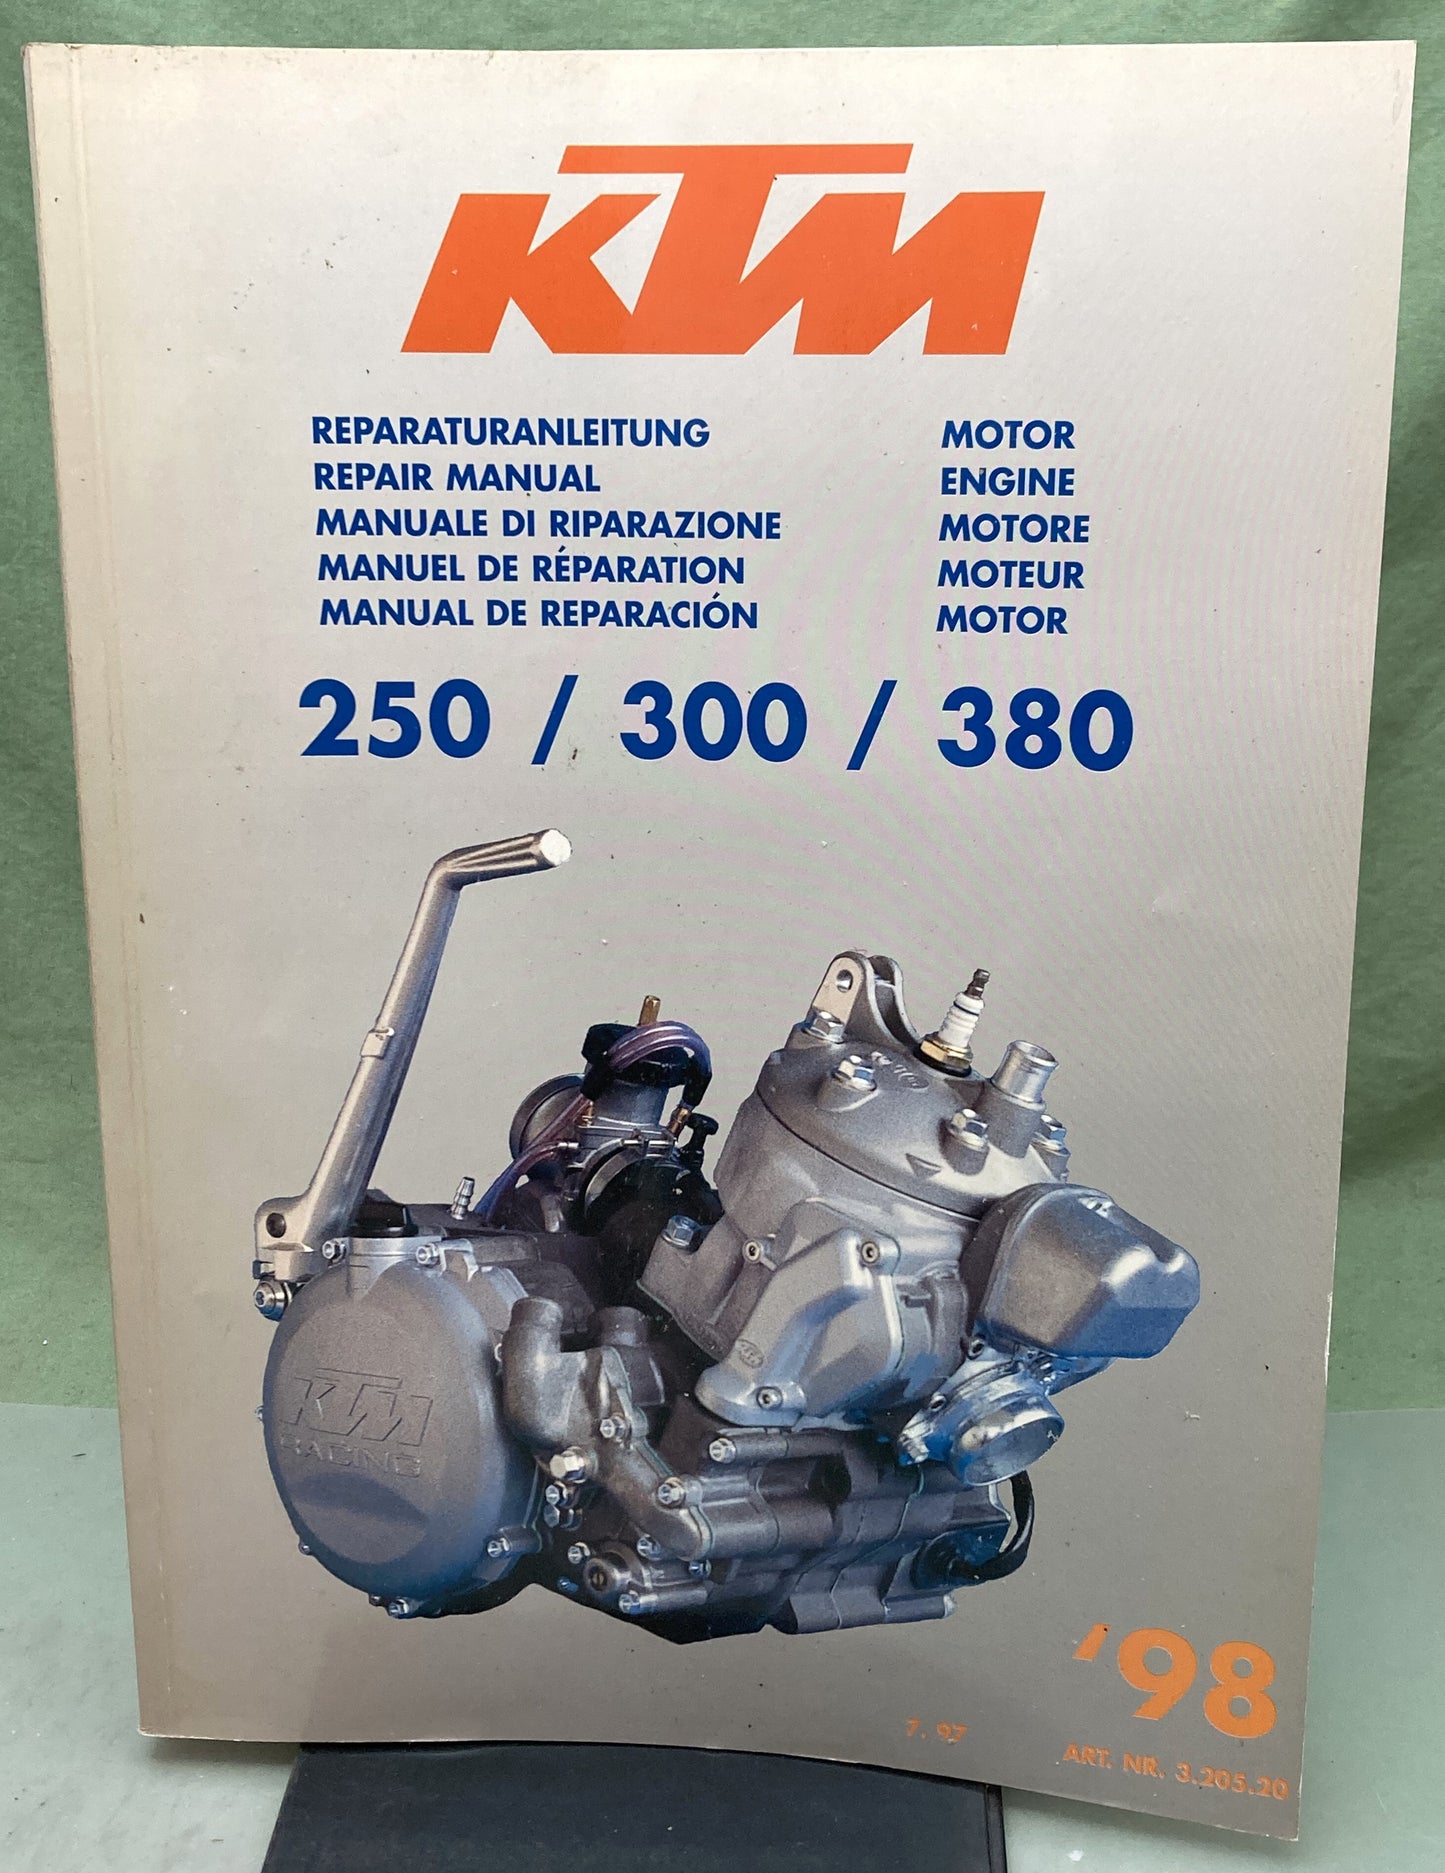 KTM
REPARATURANLEITUNG MOTOR
REPAIR MANUAL ENGINE
MANUALE DI RIPARAZIONE MOTORE
MANUEL DE RÉPARATION MOTEUR
MANUAL DE REPARACIÓN MOTOR
250 / 300 / 380
KTM
RACING
'98
7. 97
ART. NR. 3.205.20